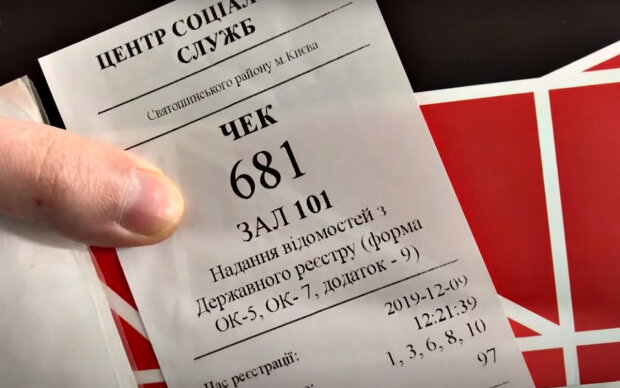 ЦЕНТР
СЛУЖБ
Святошинського району м. Києва
ЧЕК
681
ЗАЛ 101
Надання відомостей з
Державного реєстру (форма
ОК-5, ОК- 7, додаток - 9)
2019-12-09
12:21:39
реєстрації:
1, 3, 6, 8, 10
97